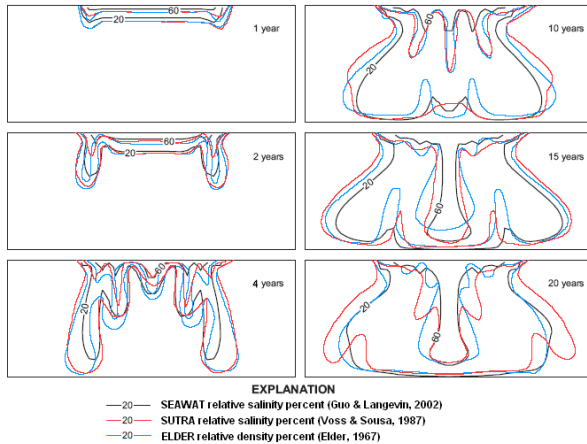 60
20
1 year
60
20
10 years
60
20
2 years
20
60
15 years
60
20
4 years
20
60
20 years
EXPLANATION
20 SEAWAT relative salinity percent (Guo & Langevin, 2002)
20 SUTRA relative salinity percent (Voss & Sousa, 1987)
20 ELDER relative density percent (Elder, 1967)